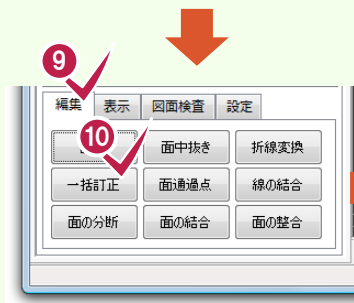 9
編集 表示 図面検査 設定
10
面中抜き 折線変換
一括訂正 面通過点 線の結合
面の分断 面の結合 面の整合